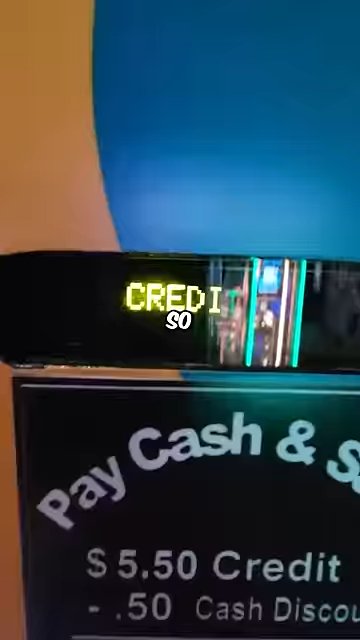 CREDI
SO
Pay Cash & S
$5.50 Credit
- .50 Cash Discou